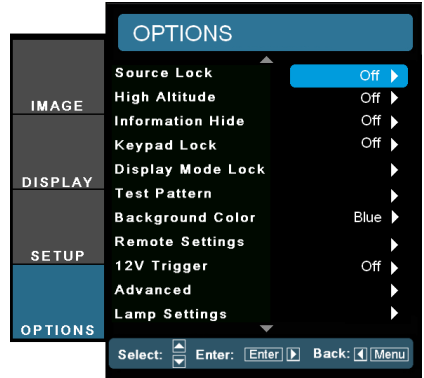 OPTIONS
IMAGE
DISPLAY
SETUP
OPTIONS
Source Lock Off
High Altitude Off
Information Hide Off
Keypad Lock Off
Display Mode Lock
Test Pattern
Background Color Blue
Remote Settings
12V Trigger Off
Advanced
Lamp Settings
Select: Enter: Enter Back: Menu